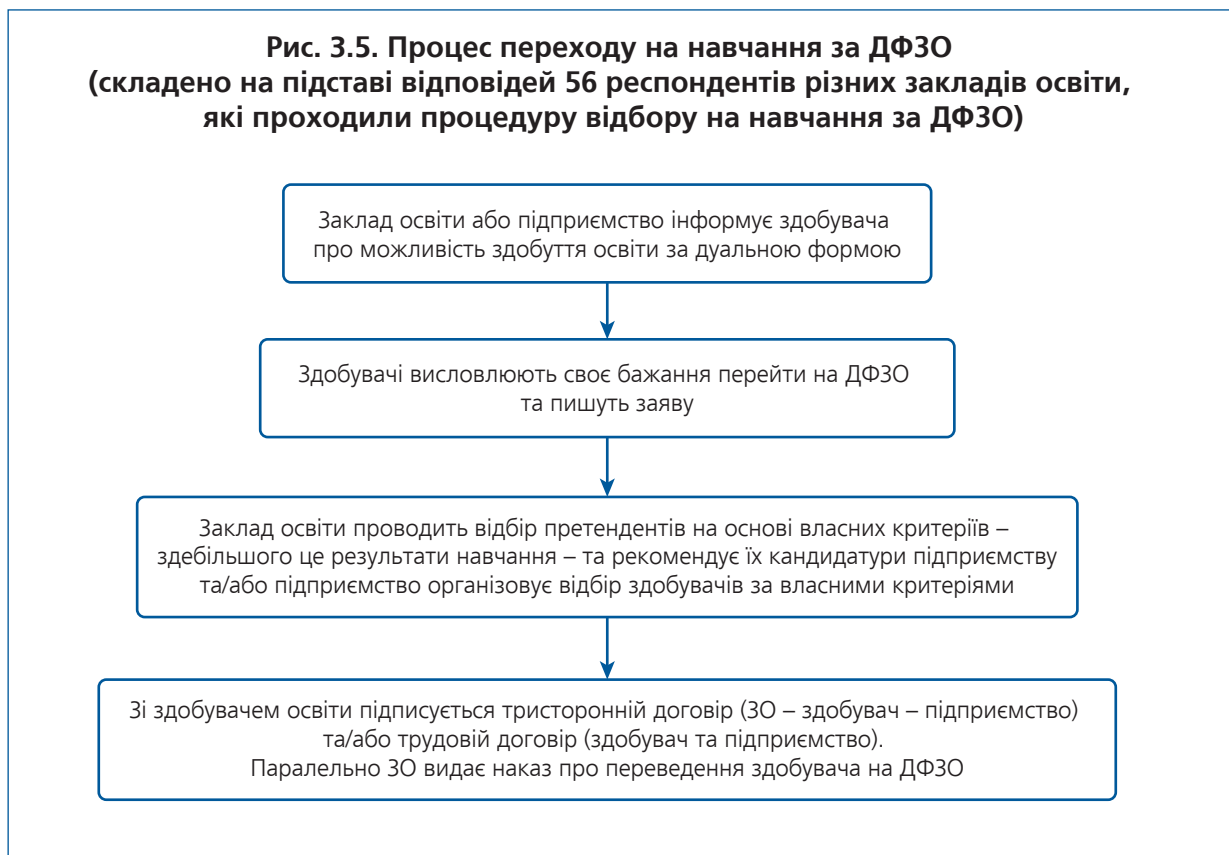 Рис. 3.5. Процес переходу на навчання за ДФЗО
(складено на підставі відповідей 56 респондентів різних закладів освіти,
які проходили процедуру відбору на навчання за ДФЗО)
Заклад освіти або підприємство інформує здобувача
про можливість здобуття освіти за дуальною формою
Здобувачі висловлюють своє бажання перейти на ДФЗО
та пишуть заяву
Заклад освіти проводить відбір претендентів на основі власних критеріїв –
здебільшого це результати навчання – та рекомендує їх кандидатури підприємству
та/або підприємство організовує відбір здобувачів за власними критеріями
Зі здобувачем освіти підписується тристоронній договір (ЗО – здобувач – підприємство)
та/або трудовій договір (здобувач та підприємство).
Паралельно ЗО видає наказ про переведення здобувача на ДФЗО